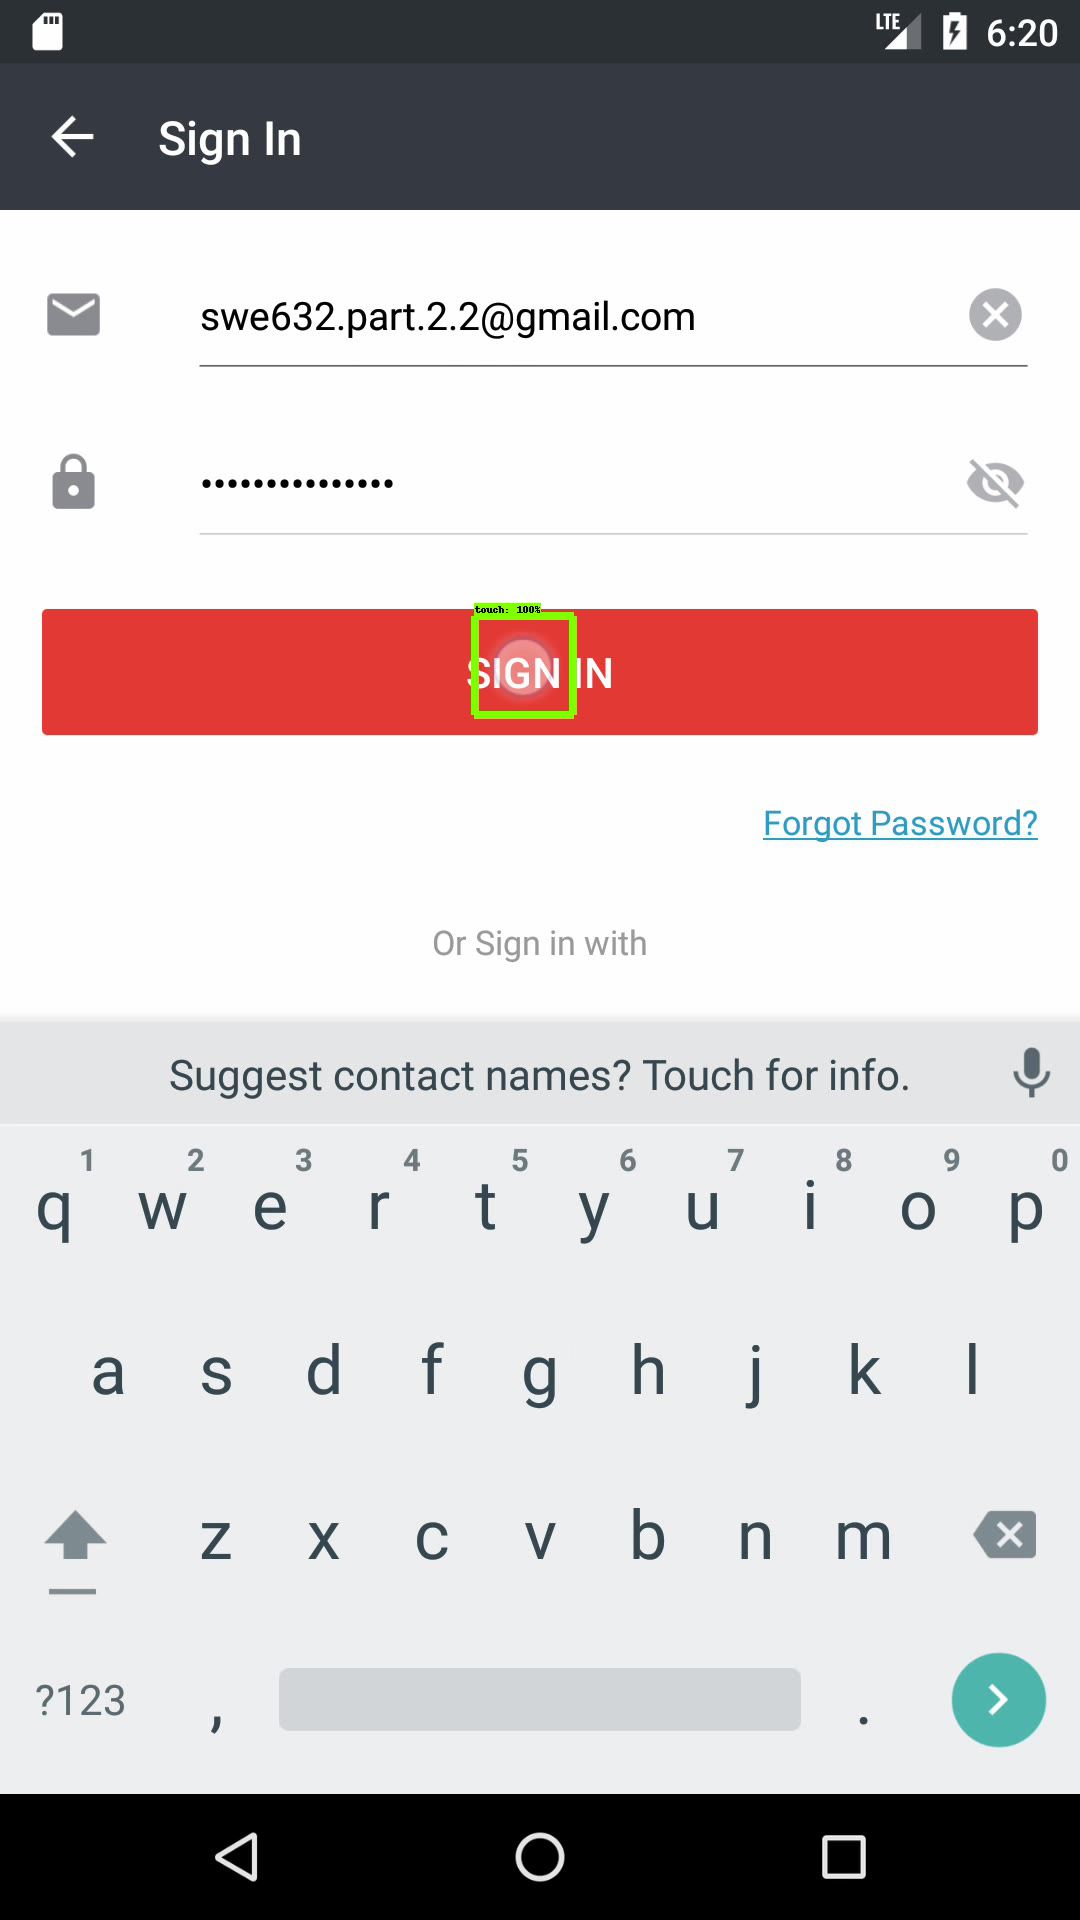 LTE 6:20
Sign In
swe632.part.2.2@gmail.com
•••••••••••••••
touch: 100%
SIGN IN
Forgot Password?
Or Sign in with
Suggest contact names? Touch for info.
1 2 3 4 5 6 7 8 9 0
q w e r t y u i o p
a s d f g h j k l
z x c v b n m
?123 , .